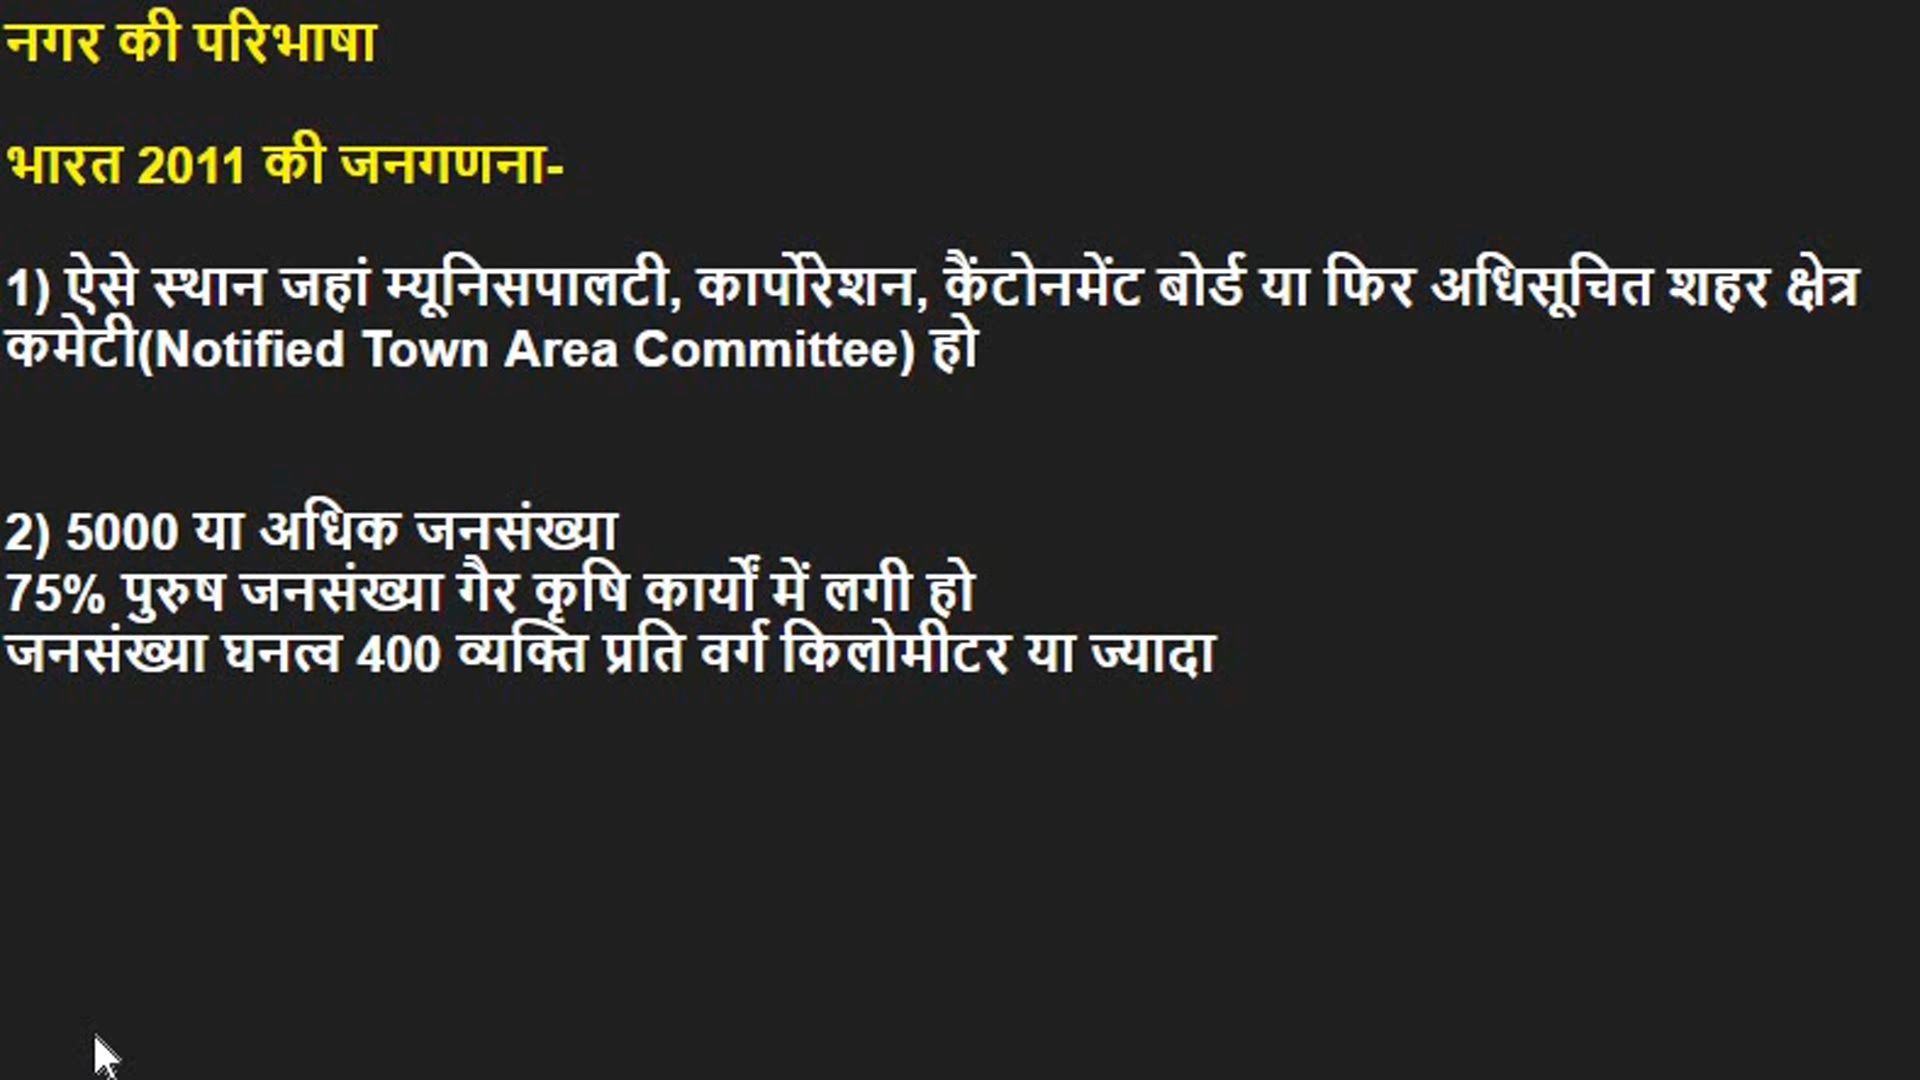 नगर की परिभाषा
भारत 2011 की जनगणना-
1) ऐसे स्थान जहां म्यूनिसपालटी, कार्पोरेशन, कैंटोनमेंट बोर्ड या फिर अधिसूचित शहर क्षेत्र
कमेटी(Notified Town Area Committee) हो
2) 5000 या अधिक जनसंख्या
75% पुरुष जनसंख्या गैर कृषि कार्यों में लगी हो
जनसंख्या घनत्व 400 व्यक्ति प्रति वर्ग किलोमीटर या ज्यादा